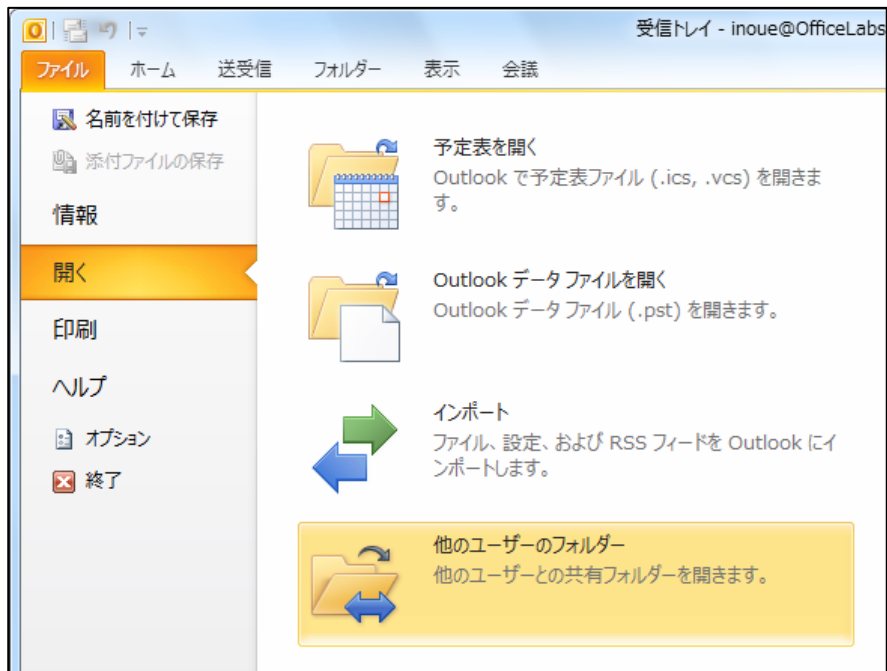 受信トレイ - inoue@OfficeLabs
ファイル ホーム 送受信 フォルダー 表示 会議
名前を付けて保存
添付ファイルの保存
情報
開く
印刷
ヘルプ
オプション
終了
予定表を開く
Outlook で予定表ファイル (.ics, .vcs) を開きま
す。
Outlook データ ファイルを開く
Outlook データ ファイル (.pst) を開きます。
インポート
ファイル、設定、および RSS フィードを Outlook にイ
ンポートします。
他のユーザーのフォルダー
他のユーザーとの共有フォルダーを開きます。